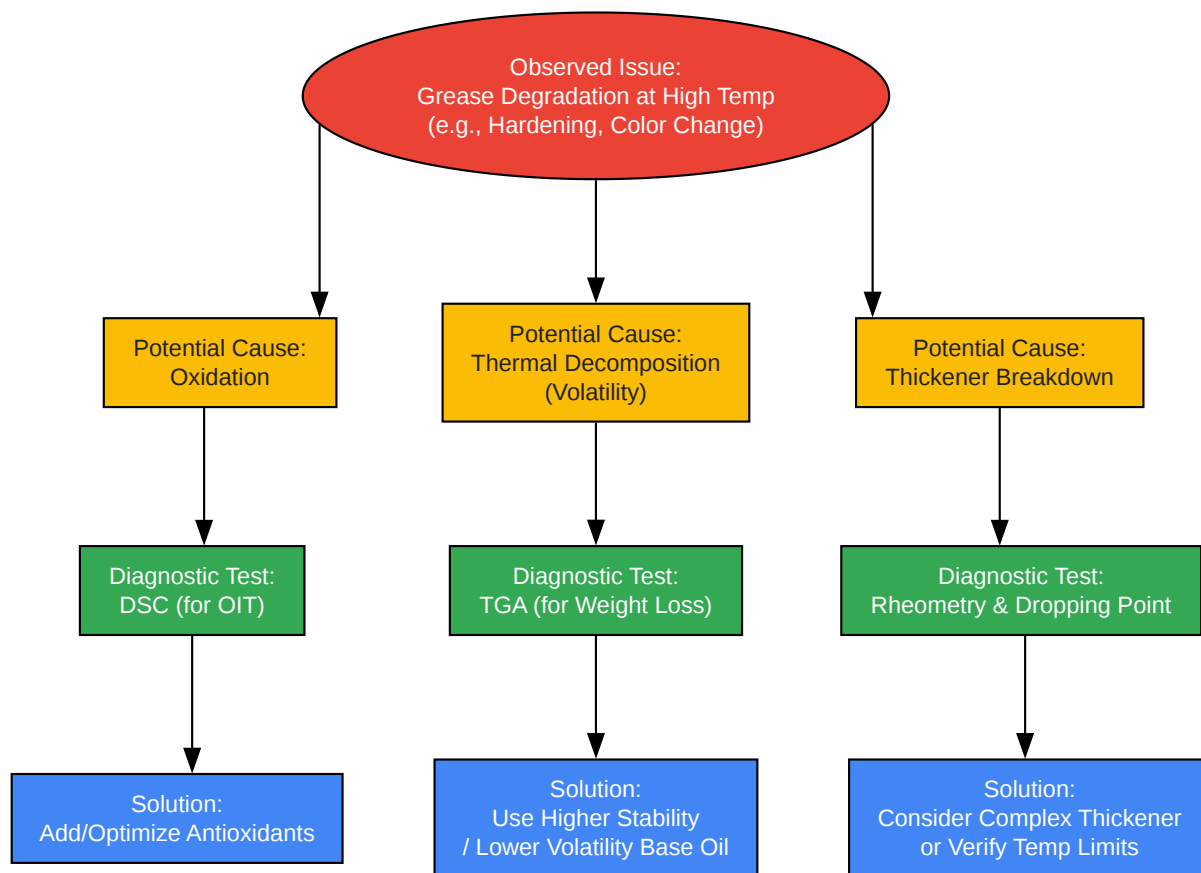 Observed Issue:
Grease Degradation at High Temp
(e.g., Hardening, Color Change)
Potential Cause:
Oxidation
Potential Cause:
Thermal Decomposition
(Volatility)
Potential Cause:
Thickener Breakdown
Diagnostic Test:
DSC (for OIT)
Diagnostic Test:
TGA (for Weight Loss)
Diagnostic Test:
Rheometry & Dropping Point
Solution:
Add/Optimize Antioxidants
Solution:
Use Higher Stability
/ Lower Volatility Base Oil
Solution:
Consider Complex Thickener
or Verify Temp Limits